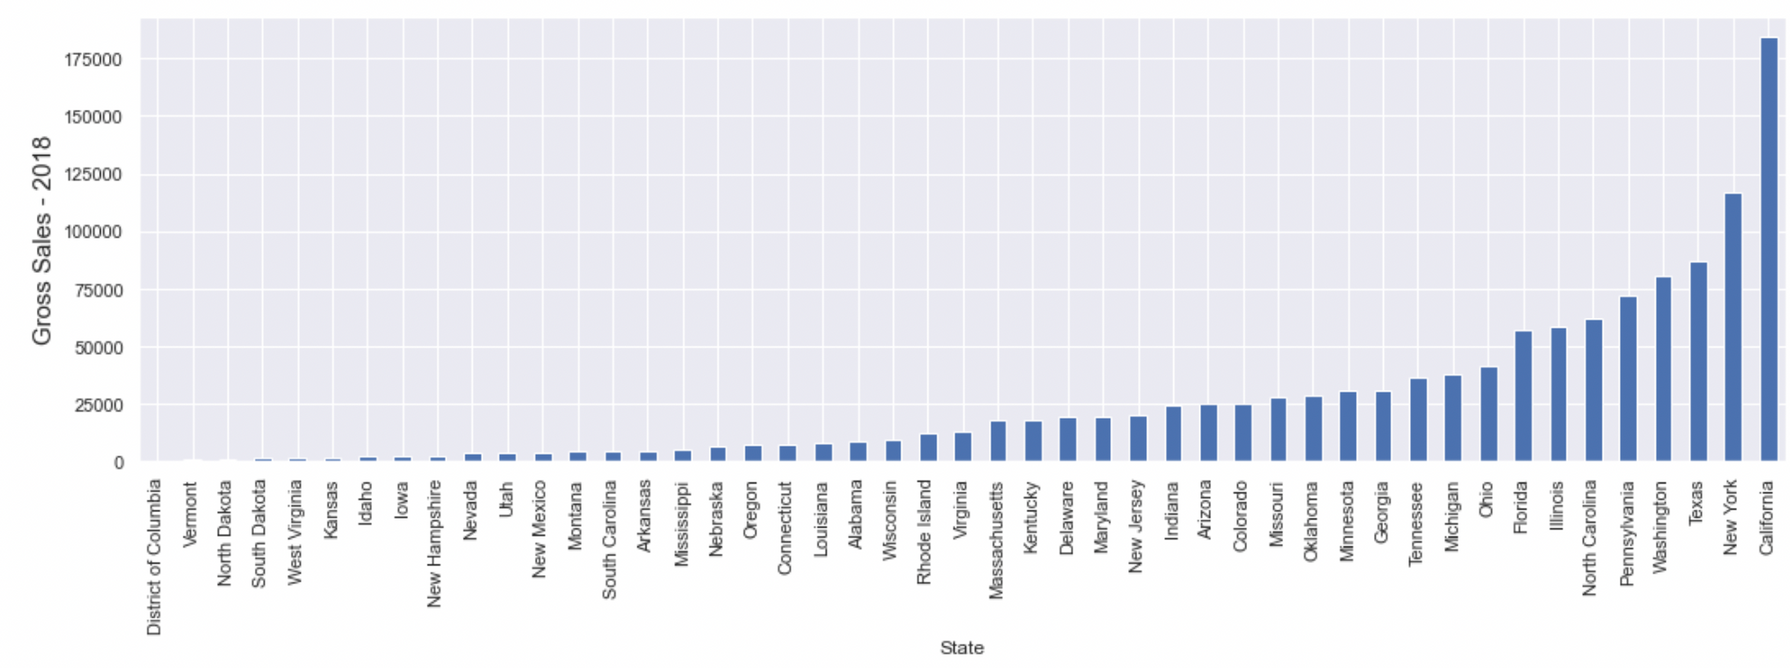 Gross Sales - 2018
175000
150000
125000
100000
75000
50000
25000
0
District of Columbia
Vermont
North Dakota
South Dakota
West Virginia
Kansas
Idaho
Iowa
New Hampshire
Nevada
Utah
New Mexico
Montana
South Carolina
Arkansas
Mississippi
Nebraska
Oregon
Connecticut
Louisiana
Alabama
Wisconsin
Rhode Island
Virginia
Massachusetts
Kentucky
Delaware
Maryland
New Jersey
Indiana
Arizona
Colorado
Missouri
Oklahoma
Minnesota
Georgia
Tennessee
Michigan
Ohio
Florida
Illinois
North Carolina
Pennsylvania
Washington
Texas
New York
California
State